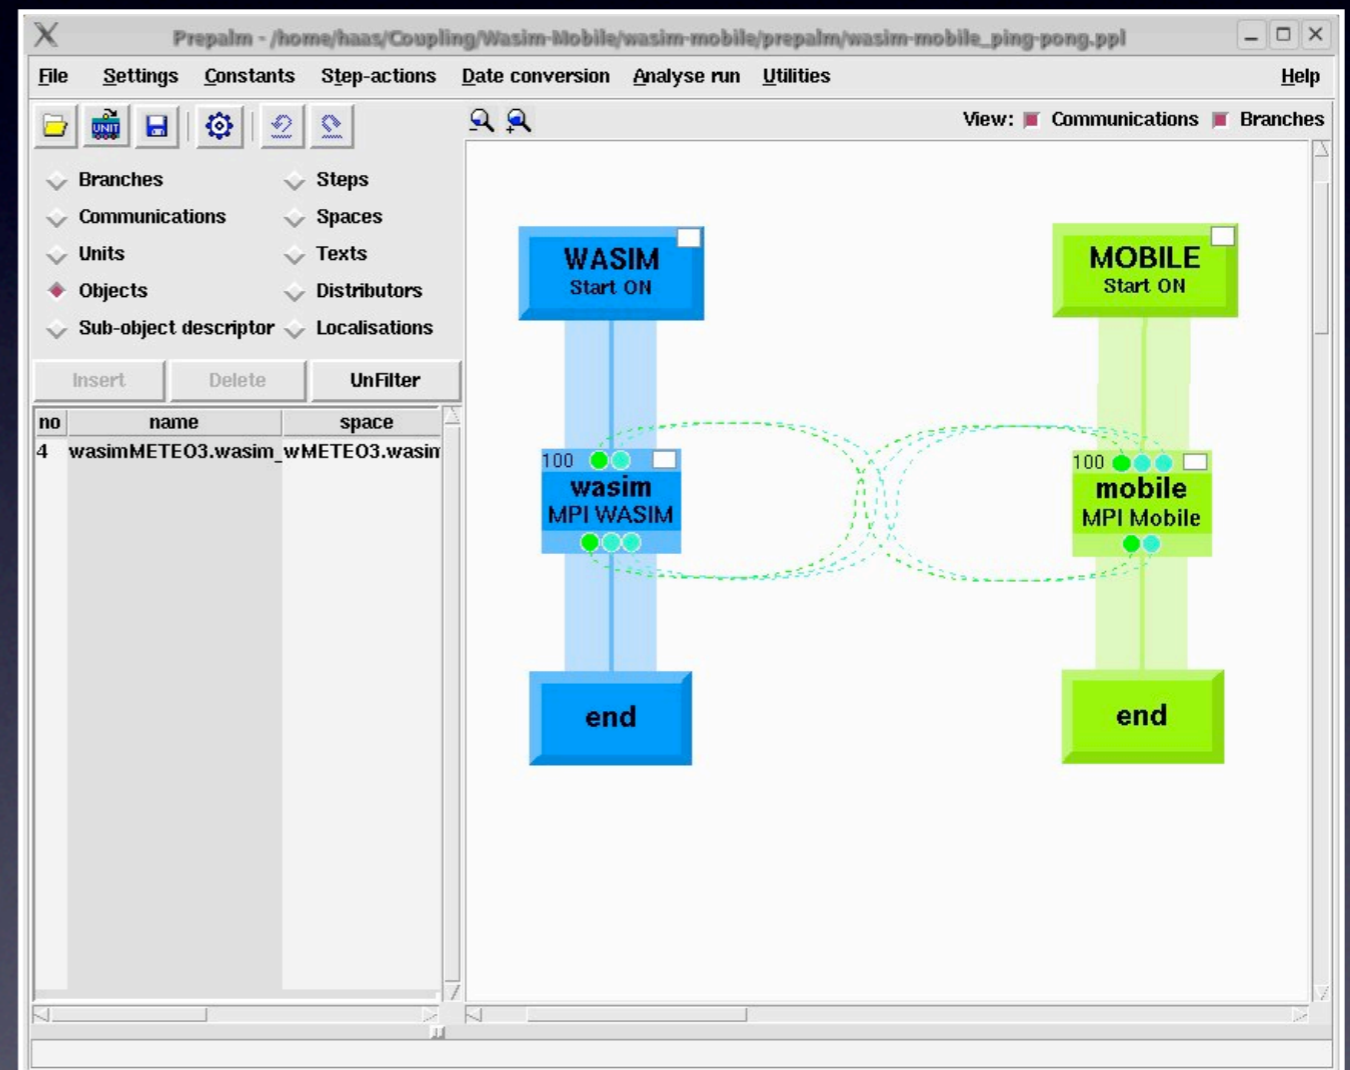 Prepalm - /home/haas/Coupling/Wasim-Mobile/wasim-mobile/prepalm/wasim-mobile_ping-pong.ppl
File Settings Constants Step-actions Date conversion Analyse run Utilities Help
UNIT
View: Communications Branches
Branches Steps
Communications Spaces
Units Texts
Objects Distributors
Sub-object descriptor Localisations
Insert Delete UnFilter
no name space
4 wasimMETEO3.wasim_ wMETEO3.wasim
WASIM
Start ON
MOBILE
Start ON
100
wasim
MPI WASIM
100
mobile
MPI Mobile
end
end